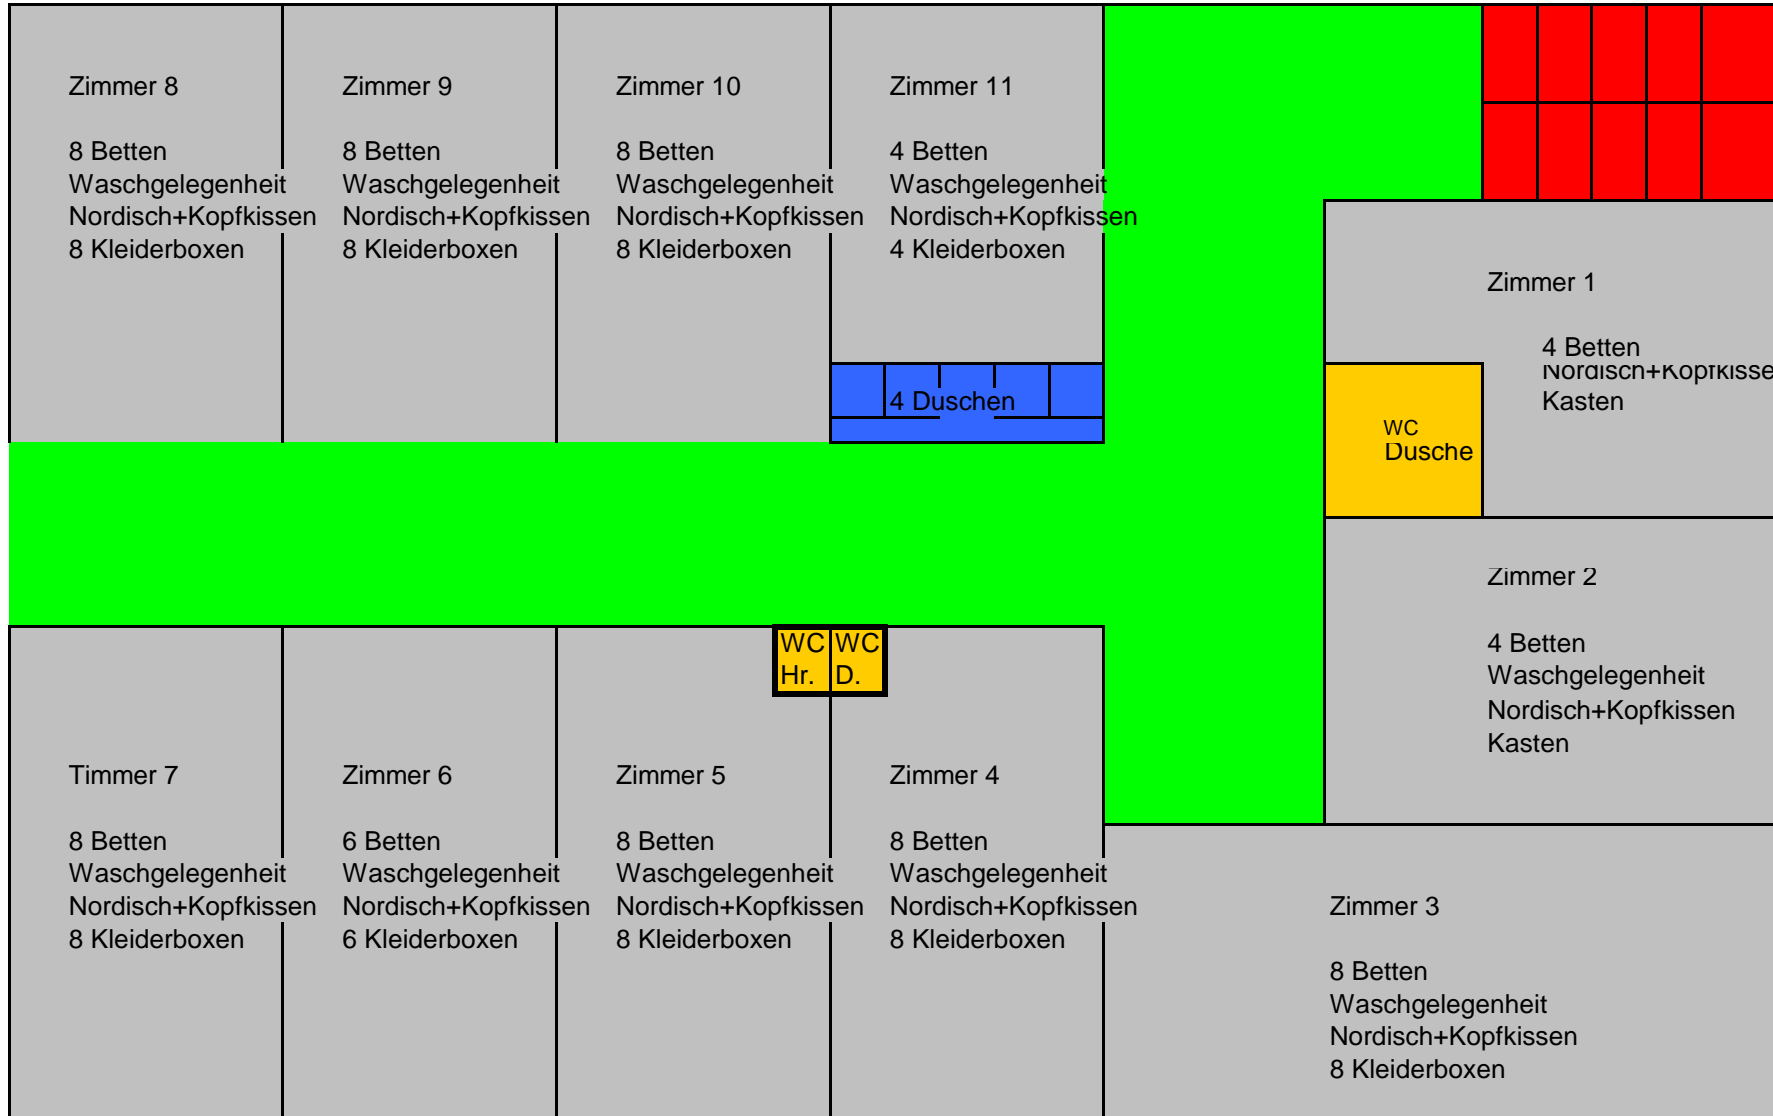 Zimmer 8
8 Betten
Waschgelegenheit
Nordisch+Kopfkissen
8 Kleiderboxen
Zimmer 9
8 Betten
Waschgelegenheit
Nordisch+Kopfkissen
8 Kleiderboxen
Zimmer 10
8 Betten
Waschgelegenheit
Nordisch+Kopfkissen
8 Kleiderboxen
Zimmer 11
4 Betten
Waschgelegenheit
Nordisch+Kopfkissen
4 Kleiderboxen
4 Duschen
Zimmer 1
4 Betten
Nordisch+Kopfkisse
Kasten
WC
Dusche
Zimmer 2
4 Betten
Waschgelegenheit
Nordisch+Kopfkissen
Kasten
WC
Hr.
WC
D.
Timmer 7
8 Betten
Waschgelegenheit
Nordisch+Kopfkissen
8 Kleiderboxen
Zimmer 6
6 Betten
Waschgelegenheit
Nordisch+Kopfkissen
6 Kleiderboxen
Zimmer 5
8 Betten
Waschgelegenheit
Nordisch+Kopfkissen
8 Kleiderboxen
Zimmer 4
8 Betten
Waschgelegenheit
Nordisch+Kopfkissen
8 Kleiderboxen
Zimmer 3
8 Betten
Waschgelegenheit
Nordisch+Kopfkissen
8 Kleiderboxen